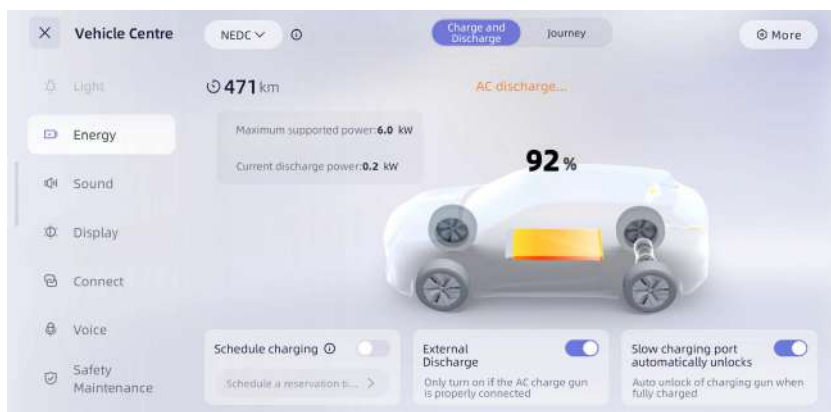 Vehicle Centre
NEDC
Charge and
Discharge
Journey
More
Light
471 km
AC discharge...
Energy
Maximum supported power:6.0 kW
Current discharge power:0.2 kW
92 %
Sound
Display
Connect
Voice
Safety
Maintenance
Schedule charging
Schedule a reservation ti...
External
Discharge
Only turn on if the AC charge gun
is properly connected
Slow charging port
automatically unlocks
Auto unlock of charging gun when
fully charged